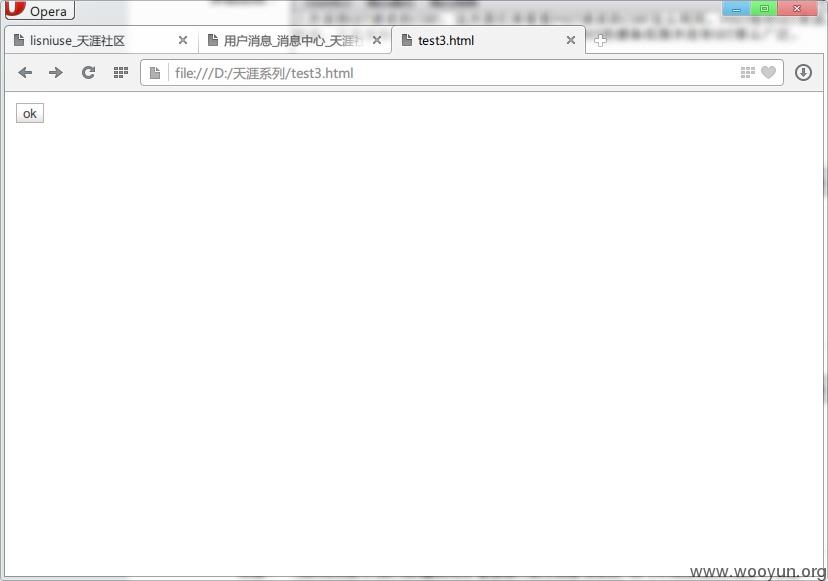 Opera
lisniuse_天涯社区
用户消息_消息中心_天涯
test3.html
file:///D:/天涯系列/test3.html
ok
www.wooyun.org